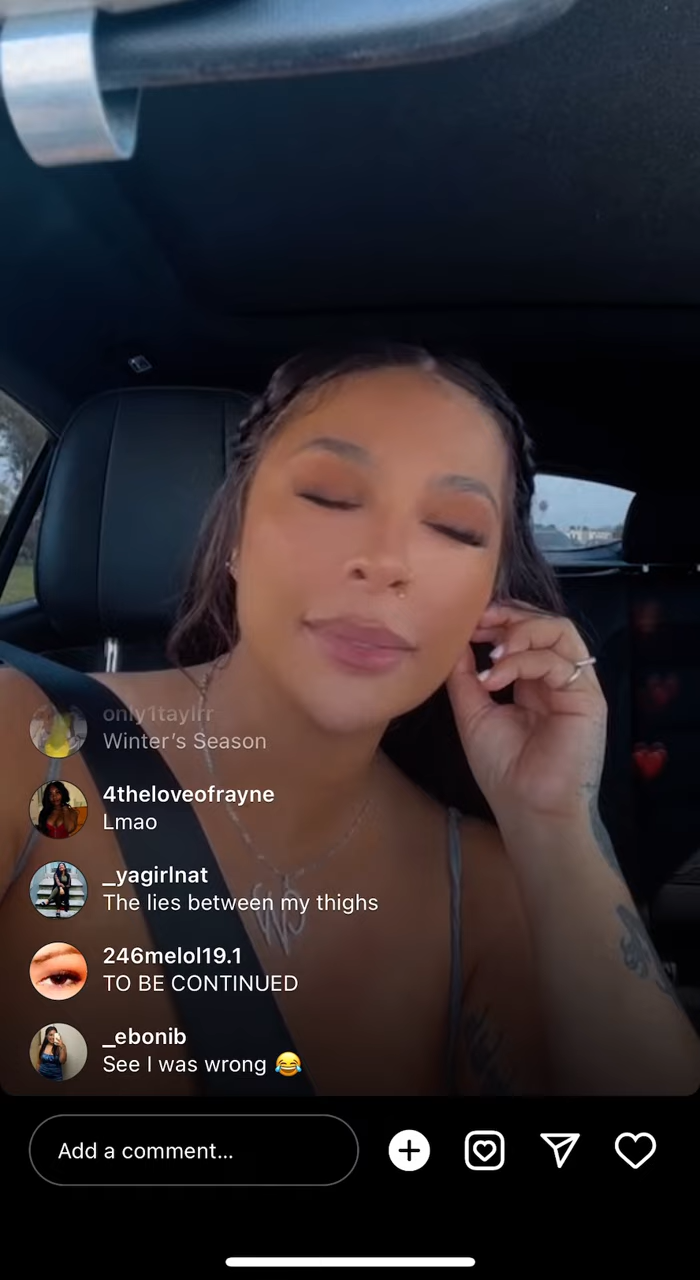 only1taylrr
Winter's Season
4theloveofrayne
Lmao
_yagirlnat
The lies between my thighs
246melol19.1
TO BE CONTINUED
_ebonib
See I was wrong 😂
Add a comment...